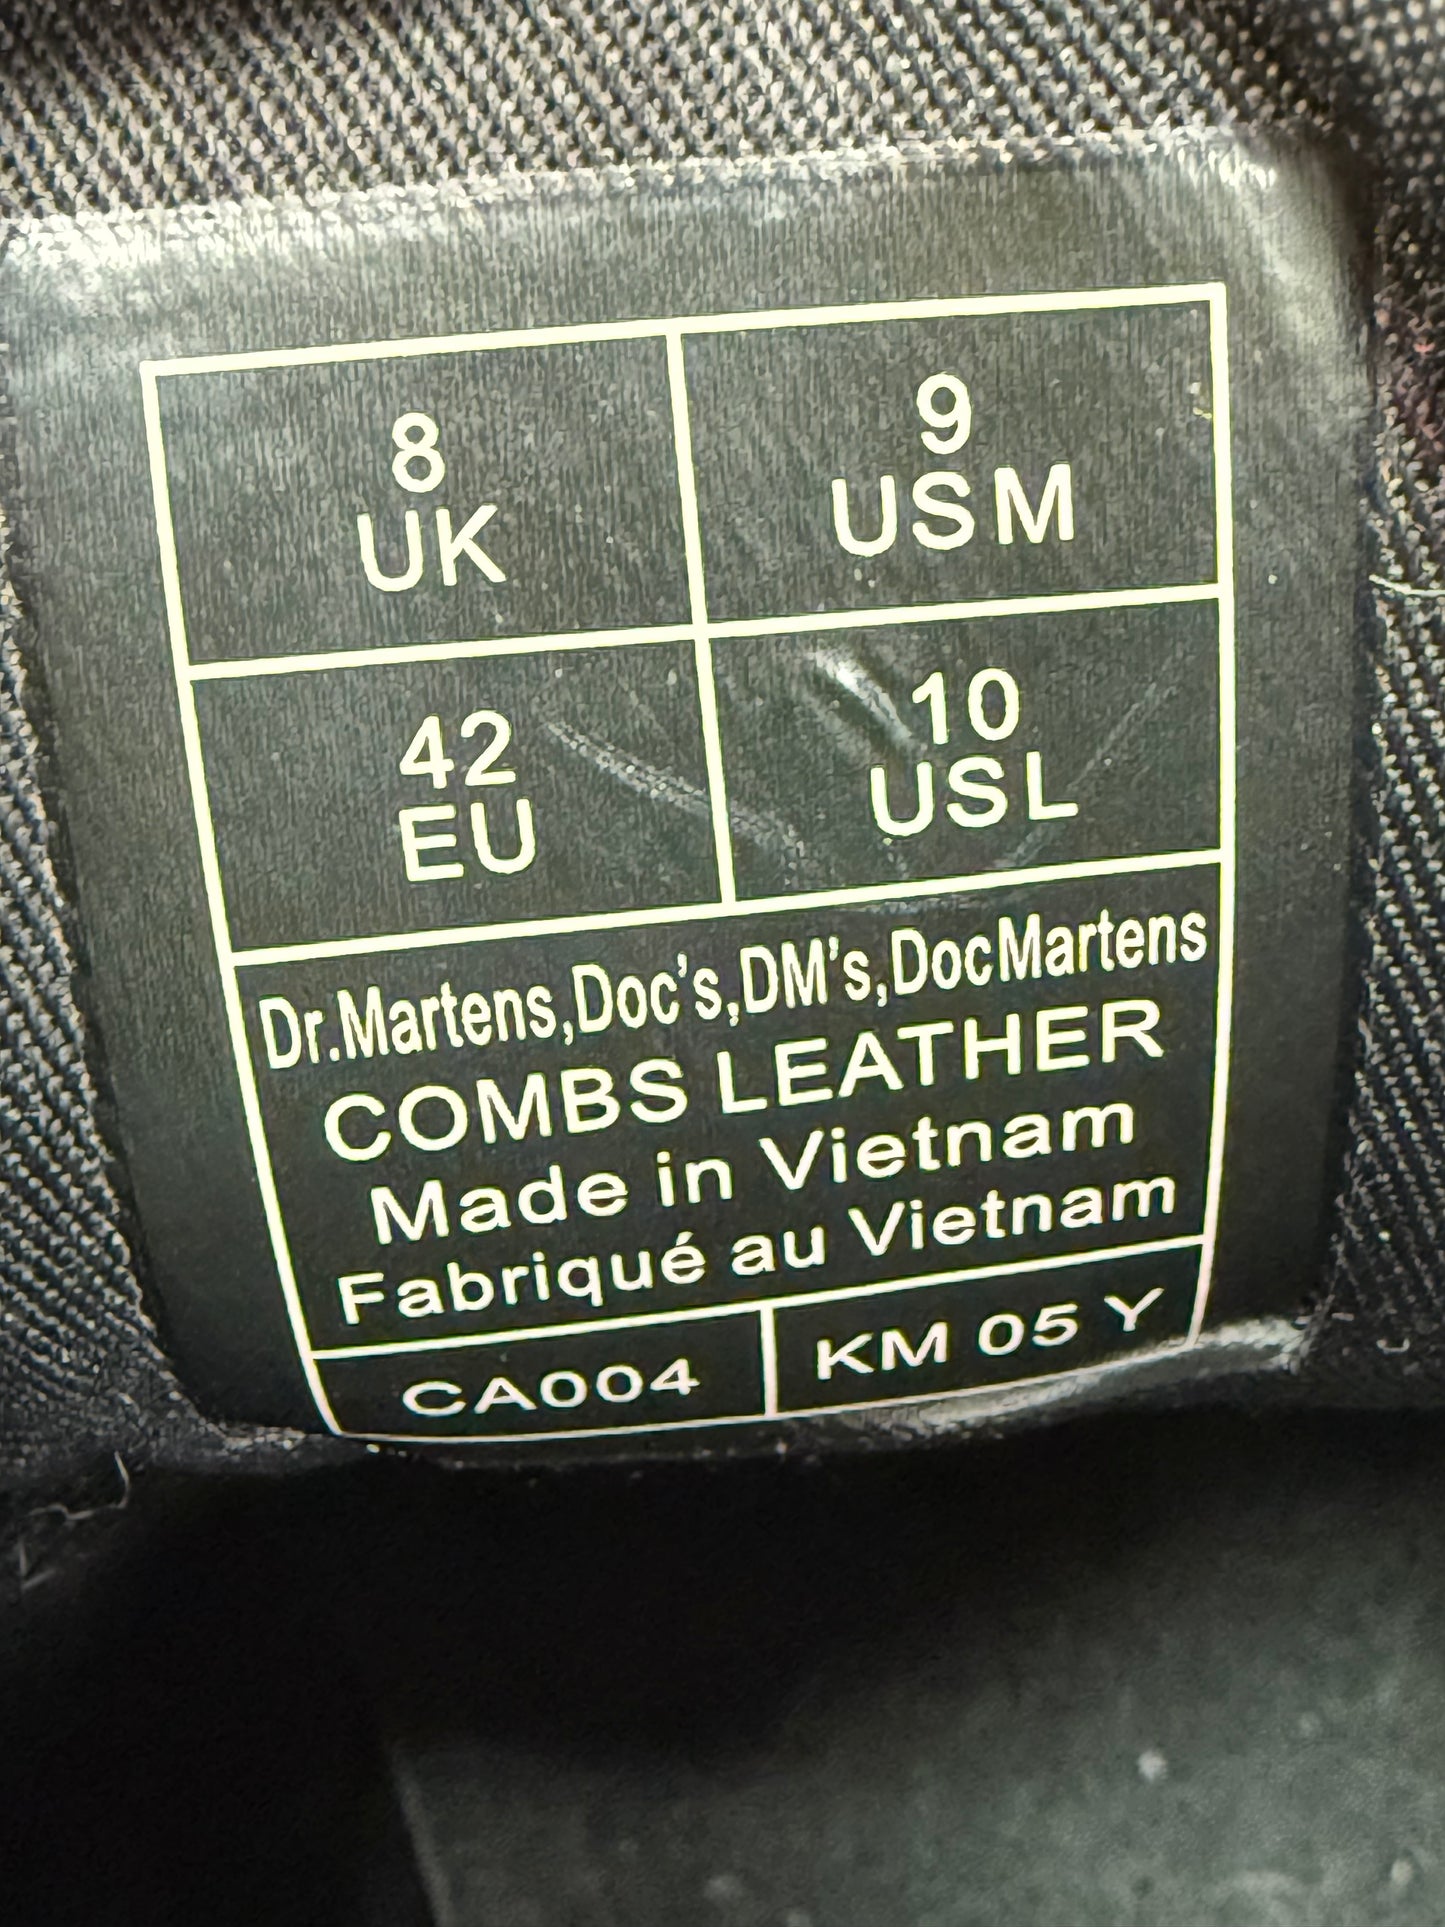 8
UK
9
USM
42
EU
10
USL
Dr.Martens,Doc's,DM's,DocMartens
COMBS LEATHER
Made in Vietnam
Fabriqué au Vietnam
CA004
KM 05 Y